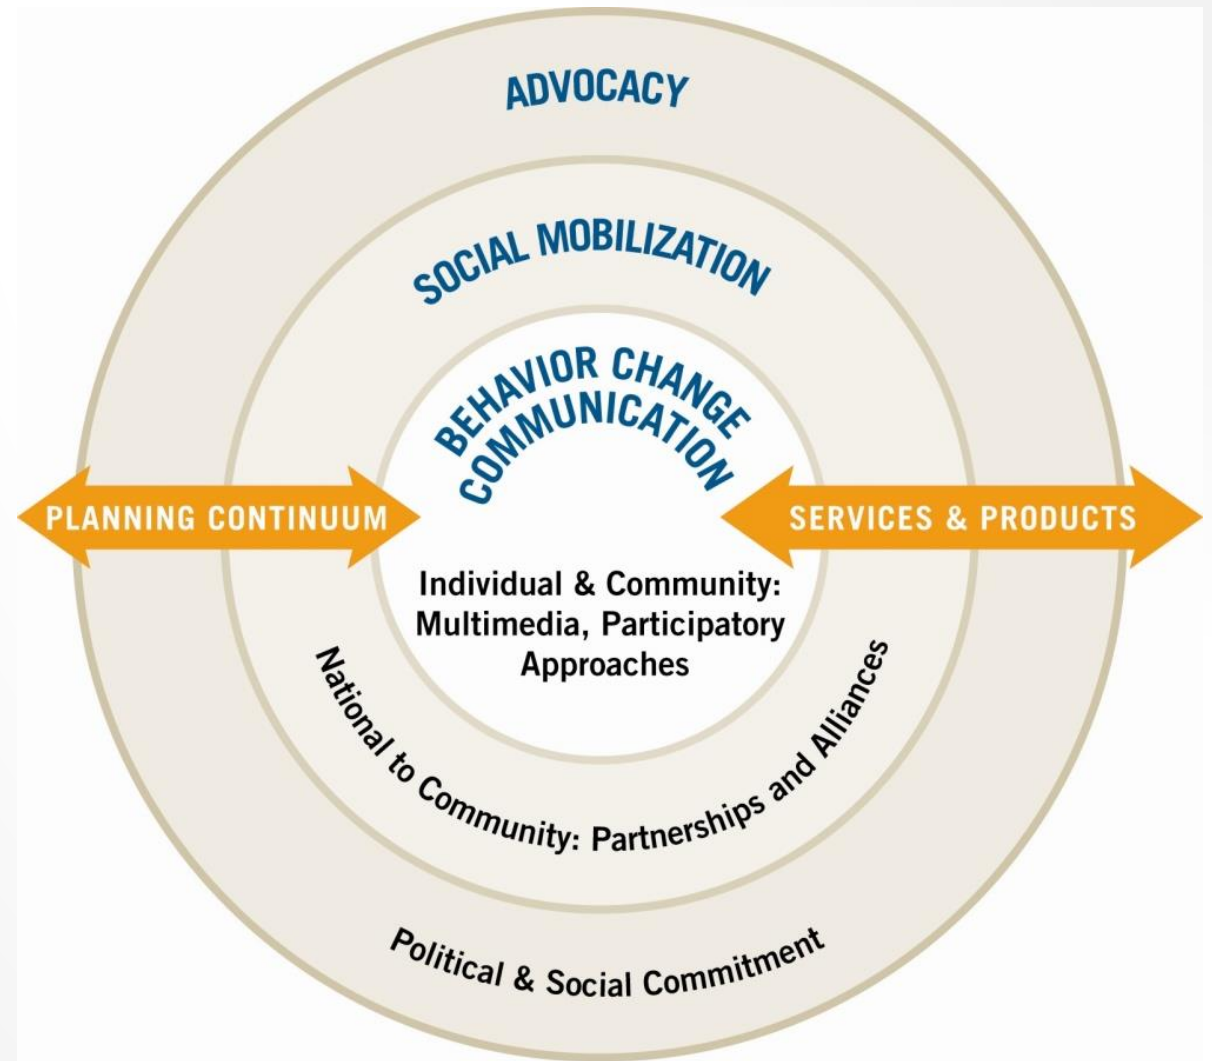 ADVOCACY
SOCIAL MOBILIZATION
BEHAVIOR CHANGE
COMMUNICATION
PLANNING CONTINUUM
SERVICES & PRODUCTS
Individual & Community:
Multimedia, Participatory
Approaches
National to Community: Partnerships and Alliances
Political & Social Commitment